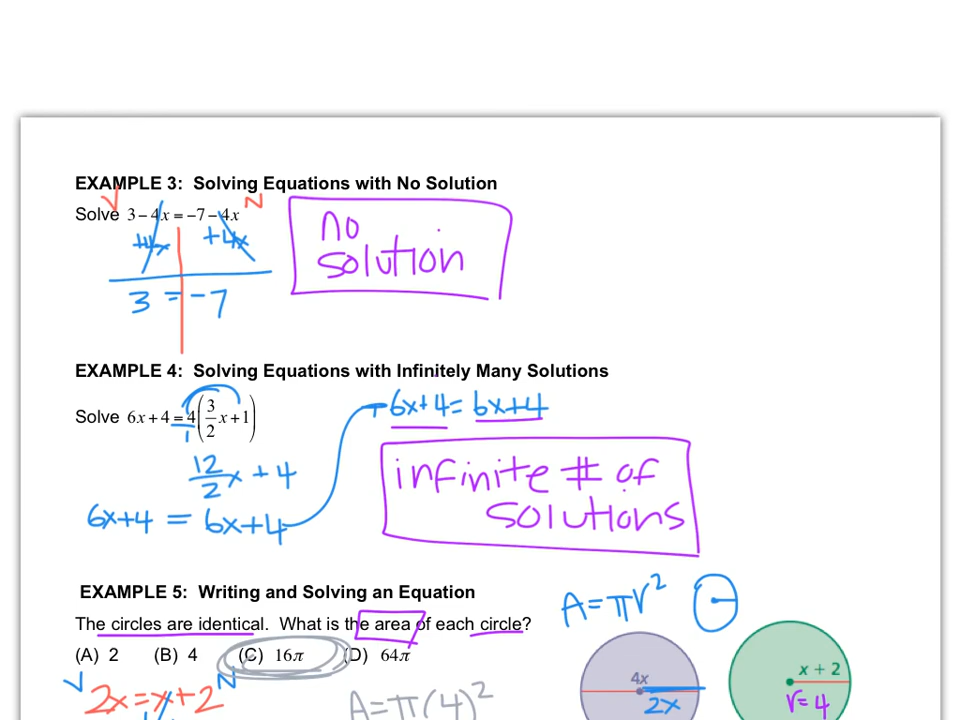 EXAMPLE 3: Solving Equations with No Solution
V N
Solve 3 − 4x = −7 − 4x
+4x +4x
3 = -7
no
solution
EXAMPLE 4: Solving Equations with Infinitely Many Solutions
Solve 6x + 4 = 4(3/2 x + 1)
1
12/2 x + 4
6x+4 = 6x+4
6x+4 = 6x+4
infinite # of
solutions
EXAMPLE 5: Writing and Solving an Equation
A = πr²
The circles are identical. What is the area of each circle?
(A) 2 (B) 4 (C) 16π (D) 64π
V N
2x = x + 2
A = π(4)²
4x
2x
x + 2
r = 4